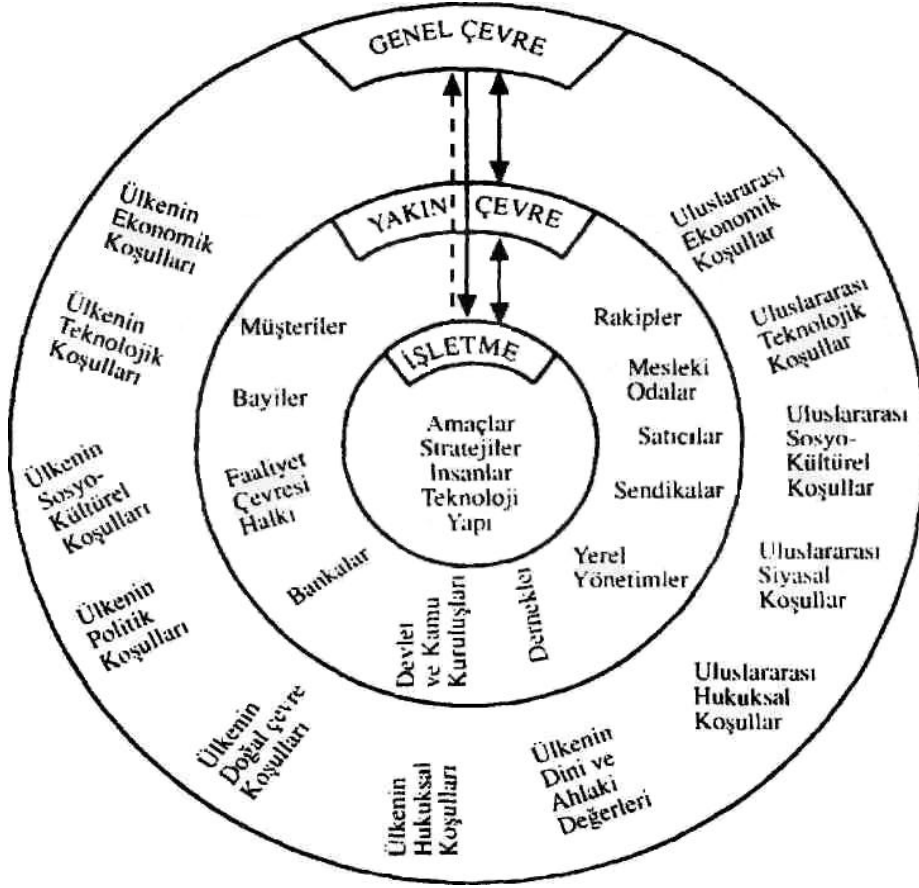 GENEL ÇEVRE
YAKIN ÇEVRE
İŞLETME
Amaçlar
Stratejiler
İnsanlar
Teknoloji
Yapı
Müşteriler
Bayiler
Faaliyet
Çevresi
Halkı
Bankalar
Devlet
ve Kamu
Kuruluşları
Dernekler
Yerel
Yönetimler
Sendikalar
Satıcılar
Mesleki
Odalar
Rakipler
Ülkenin
Ekonomik
Koşulları
Ülkenin
Teknolojik
Koşulları
Ülkenin
Sosyo-
Kültürel
Koşulları
Ülkenin
Politik
Koşulları
Ülkenin
Doğal çevre
Koşulları
Ülkenin
Hukuksal
Koşulları
Ülkenin
Dini ve
Ahlaki
Değerleri
Uluslararası
Hukuksal
Koşullar
Uluslararası
Siyasal
Koşullar
Uluslararası
Sosyo-
Kültürel
Koşullar
Uluslararası
Teknolojik
Koşullar
Uluslararası
Ekonomik
Koşullar